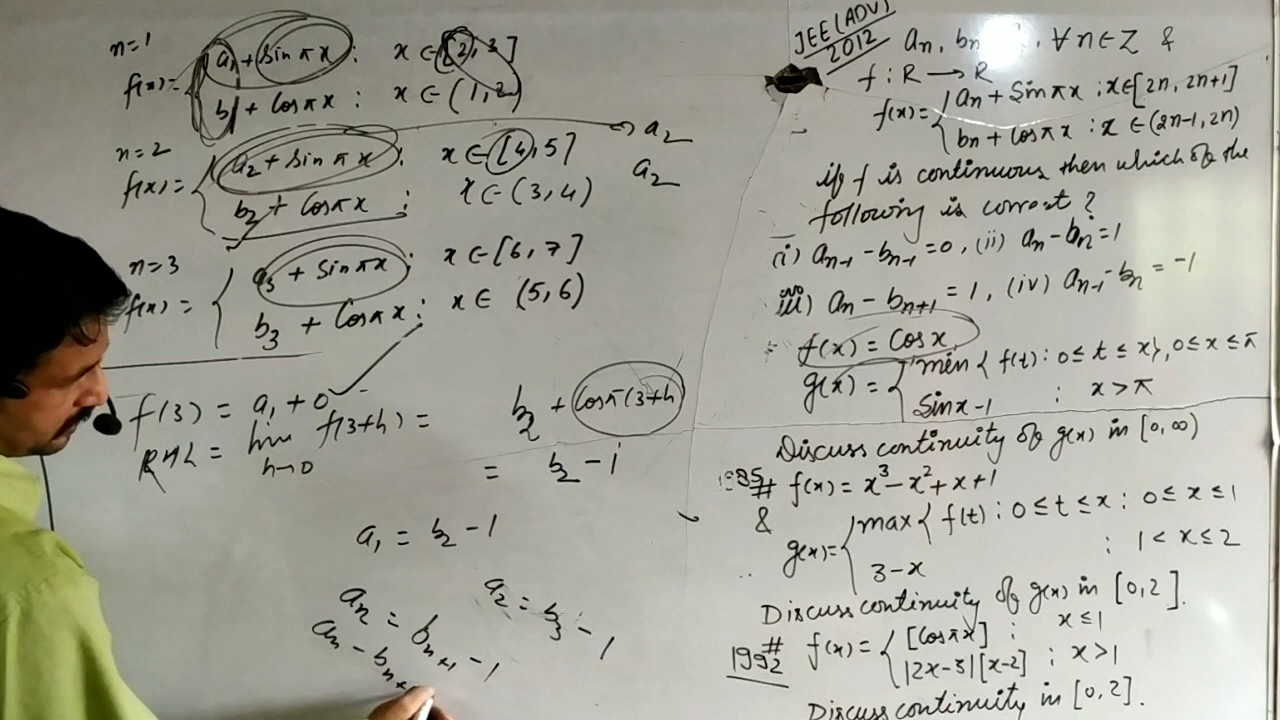 n=1
f(x)= { a1 + sin πx : x ∈ [2, 3]
b1 + cos πx : x ∈ (1, 2)
n=2
f(x)= { a2 + sin πx : x ∈ [4, 5] → a2
b2 + cos πx : x ∈ (3, 4) a2
n=3
f(x) = { a3 + sin πx : x ∈ [6, 7]
b3 + cos πx : x ∈ (5, 6)
f(3) = a1 + 0
RHL = lim h→0 f(3+h) = b2 + cos π(3+h
= b2 - 1
a1 = b2 - 1
a2 = b3 - 1
an = bn+1 - 1
an - bn+
JEE(ADV) 2012
an, bn ∀ n ∈ Z &
f : R → R
f(x)= { an + Sin πx ; x∈[2n, 2n+1]
bn + cos πx : x ∈ (2n-1, 2n)
if f is continuous then which of the
following is correct?
(i) an-1 - bn-1 = 0, (ii) an - bn = 1
iii) an - bn+1 = 1, (iv) an-1 - bn = -1
f(x) = Cos x
g(x) = { min { f(t) : 0 ≤ t ≤ x}, 0 ≤ x ≤ π
Sinx - 1 : x > π
Discuss continuity of g(x) in [0, ∞)
# f(x) = x³ - x² + x + 1
&
g(x)= { max { f(t) : 0 ≤ t ≤ x : 0 ≤ x ≤ 1
3 - x : 1 < x ≤ 2
Discuss continuity of g(x) in [0, 2].
# 1992 f(x) = { [Cos πx] : x ≤ 1
|2x-3|[x-2] ; x > 1
Discuss continuity in [0, 2].